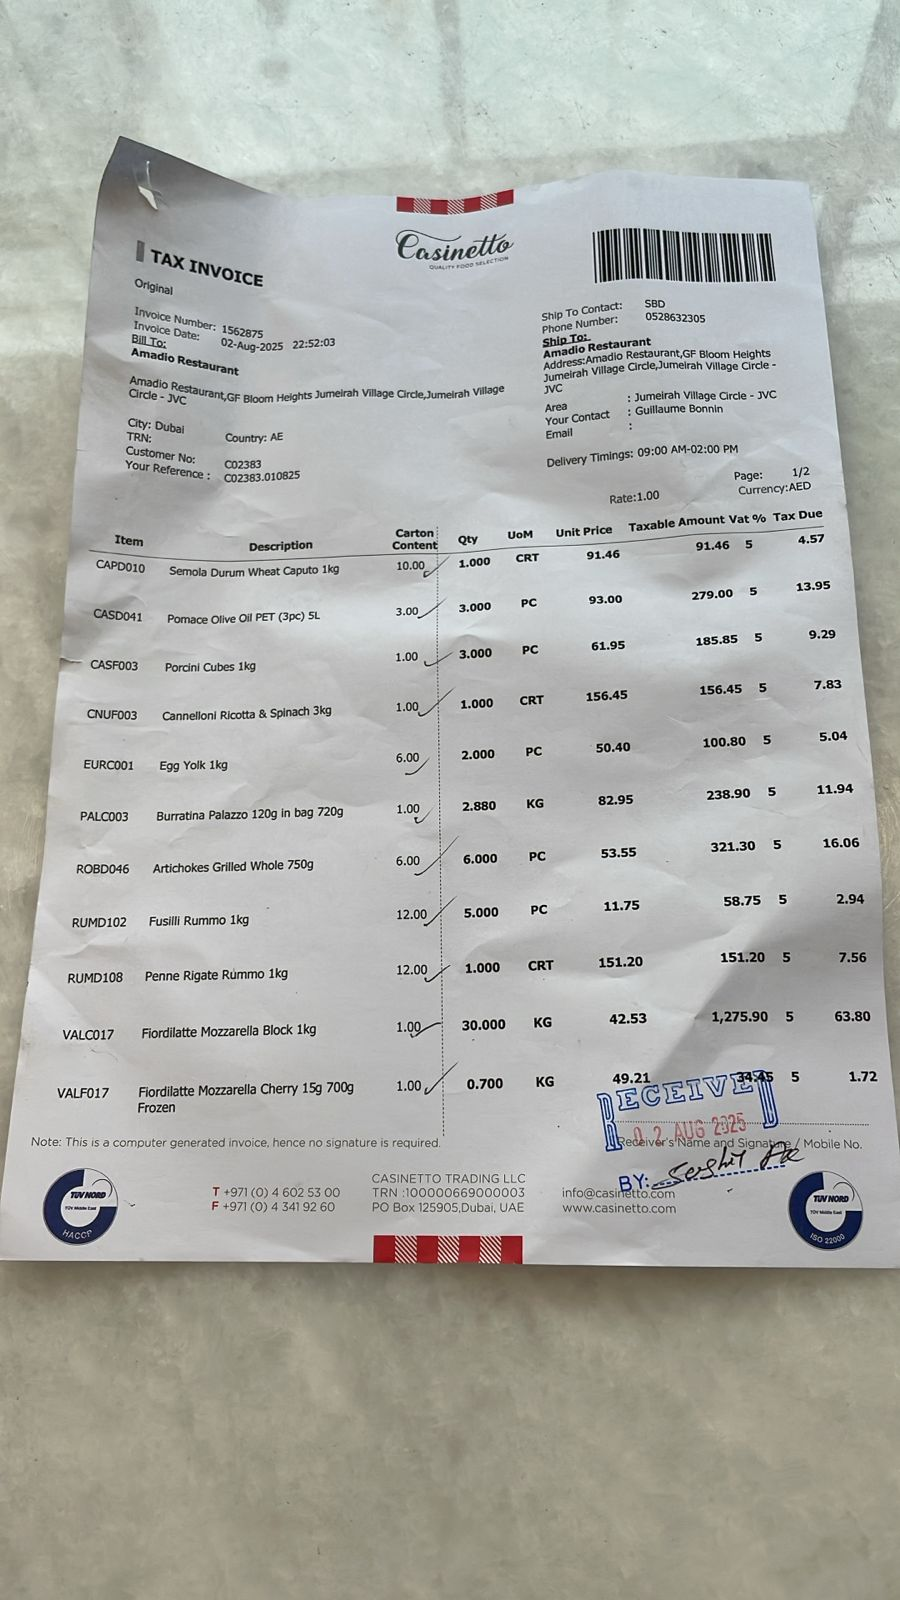 Casinetto
QUALITY FOOD SELECTION
TAX INVOICE
Original
Invoice Number: 1562875
Invoice Date: 02-Aug-2025 22:52:03
Bill To:
Amadio Restaurant
Amadio Restaurant,GF Bloom Heights Jumeirah Village Circle,Jumeirah Village
Circle - JVC
City: Dubai Country: AE
TRN:
Customer No: C02383
Your Reference : C02383.010825
Ship To Contact: SBD
Phone Number: 0528632305
Ship To:
Amadio Restaurant
Address:Amadio Restaurant,GF Bloom Heights
Jumeirah Village Circle,Jumeirah Village Circle -
JVC
Area : Jumeirah Village Circle - JVC
Your Contact : Guillaume Bonnin
Email :
Delivery Timings: 09:00 AM-02:00 PM
Page: 1/2
Rate:1.00 Currency:AED
Item Description Carton Content Qty UoM Unit Price Taxable Amount Vat % Tax Due
CAPD010 Semola Durum Wheat Caputo 1kg 10.00 1.000 CRT 91.46 91.46 5 4.57
CASD041 Pomace Olive Oil PET (3pc) 5L 3.00 3.000 PC 93.00 279.00 5 13.95
CASF003 Porcini Cubes 1kg 1.00 3.000 PC 61.95 185.85 5 9.29
CNUF003 Cannelloni Ricotta & Spinach 3kg 1.00 1.000 CRT 156.45 156.45 5 7.83
EURC001 Egg Yolk 1kg 6.00 2.000 PC 50.40 100.80 5 5.04
PALC003 Burratina Palazzo 120g in bag 720g 1.00 2.880 KG 82.95 238.90 5 11.94
ROBD046 Artichokes Grilled Whole 750g 6.00 6.000 PC 53.55 321.30 5 16.06
RUMD102 Fusilli Rummo 1kg 12.00 5.000 PC 11.75 58.75 5 2.94
RUMD108 Penne Rigate Rummo 1kg 12.00 1.000 CRT 151.20 151.20 5 7.56
VALC017 Fiordilatte Mozzarella Block 1kg 1.00 30.000 KG 42.53 1,275.90 5 63.80
VALF017 Fiordilatte Mozzarella Cherry 15g 700g 1.00 0.700 KG 49.21 34.45 5 1.72
Frozen
RECEIVED
02 AUG 2025
BY:
Note: This is a computer generated invoice, hence no signature is required.
Receiver's Name and Signature / Mobile No.
TUV NORD
TÜV Middle East
HACCP
T +971 (0) 4 602 53 00
F +971 (0) 4 341 92 60
CASINETTO TRADING LLC
TRN :100000669000003
PO Box 125905,Dubai, UAE
info@casinetto.com
www.casinetto.com
TUV NORD
TÜV Middle East
ISO 22000